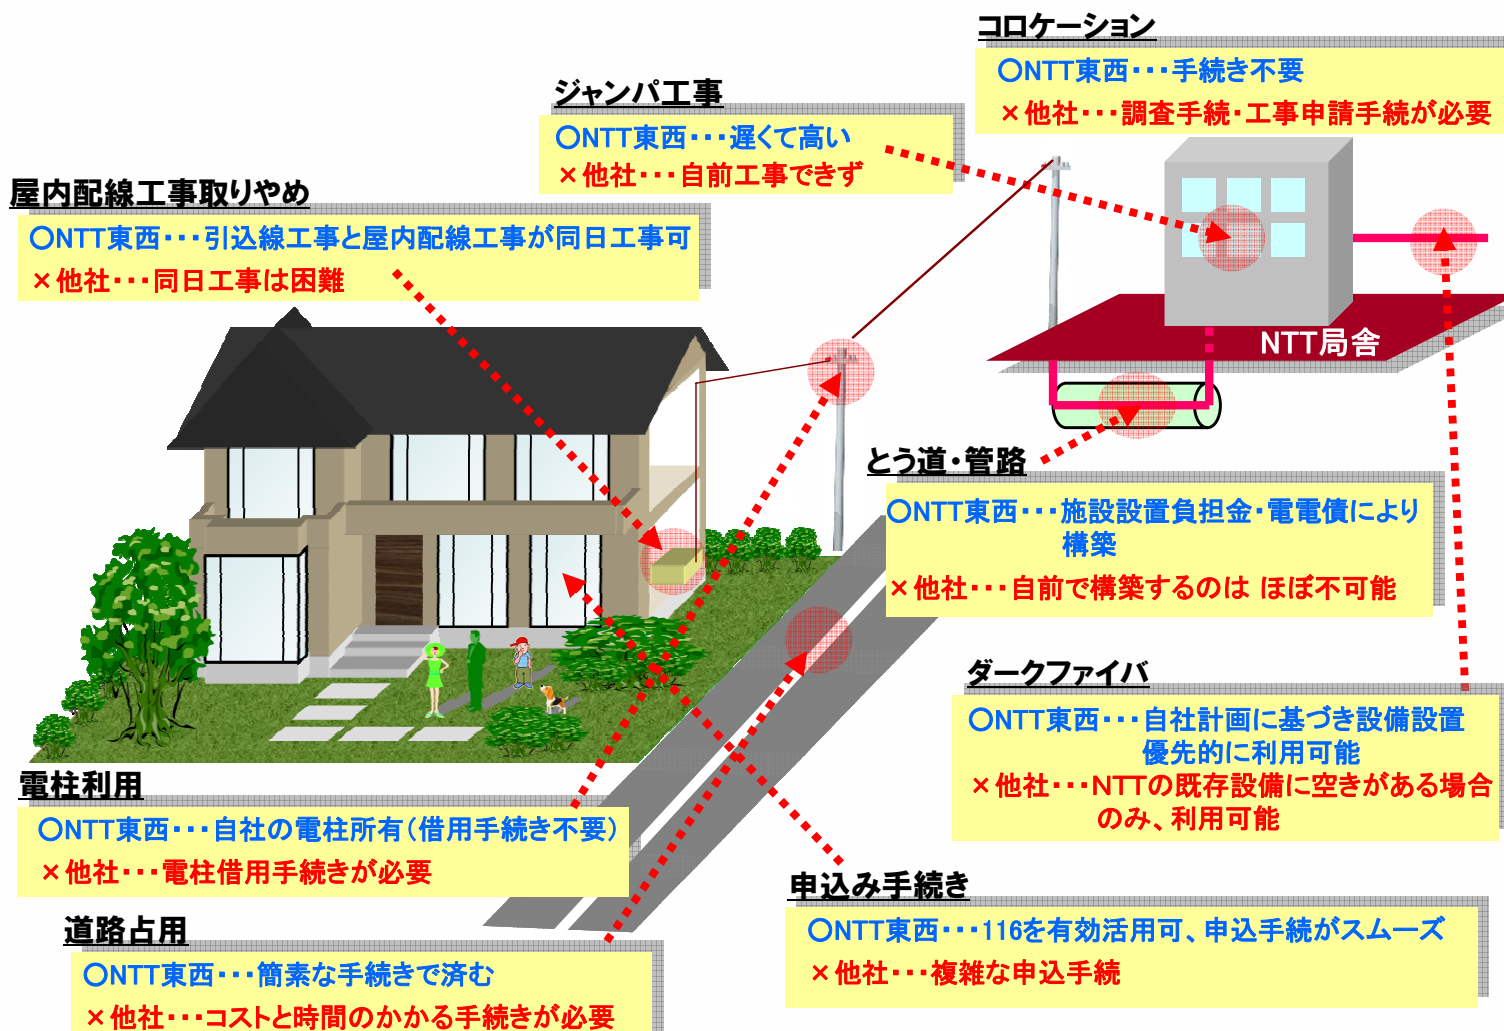 コロケーション
○NTT東西・・・手続き不要
×他社・・・調査手続・工事申請手続が必要
ジャンパ工事
○NTT東西・・・遅くて高い
×他社・・・自前工事できず
屋内配線工事取りやめ
○NTT東西・・・引込線工事と屋内配線工事が同日工事可
×他社・・・同日工事は困難
NTT局舎
とう道・管路
○NTT東西・・・施設設置負担金・電電債により
構築
×他社・・・自前で構築するのは ほぼ不可能
ダークファイバ
○NTT東西・・・自社計画に基づき設備設置
優先的に利用可能
×他社・・・NTTの既存設備に空きがある場合
のみ、利用可能
電柱利用
○NTT東西・・・自社の電柱所有(借用手続き不要)
×他社・・・電柱借用手続きが必要
申込み手続き
○NTT東西・・・116を有効活用可、申込手続がスムーズ
×他社・・・複雑な申込手続
道路占用
○NTT東西・・・簡素な手続きで済む
×他社・・・コストと時間のかかる手続きが必要